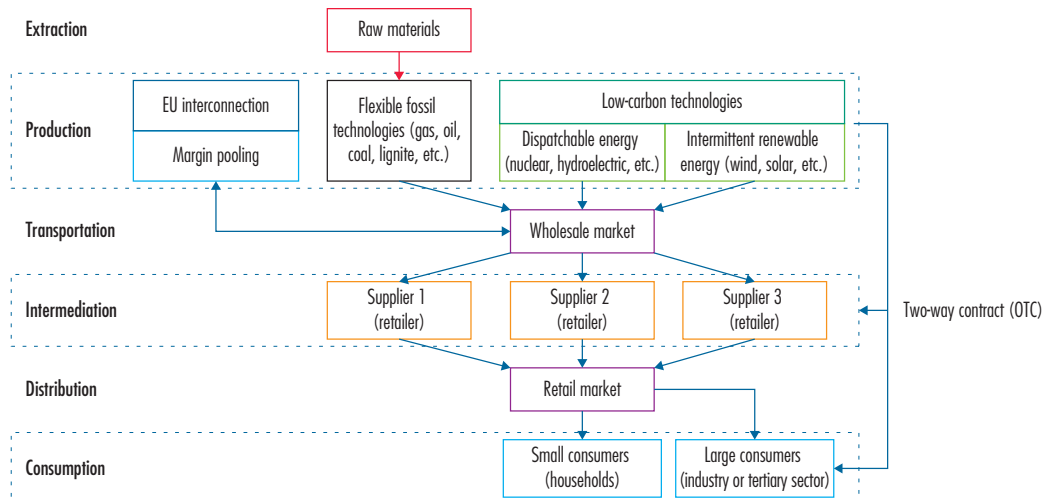 Extraction
Raw materials
Production
EU interconnection
Margin pooling
Flexible fossil
technologies (gas, oil,
coal, lignite, etc.)
Low-carbon technologies
Dispatchable energy
(nuclear, hydroelectric, etc.)
Intermittent renewable
energy (wind, solar, etc.)
Transportation
Wholesale market
Intermediation
Supplier 1
(retailer)
Supplier 2
(retailer)
Supplier 3
(retailer)
Two-way contract (OTC)
Distribution
Retail market
Consumption
Small consumers
(households)
Large consumers
(industry or tertiary sector)